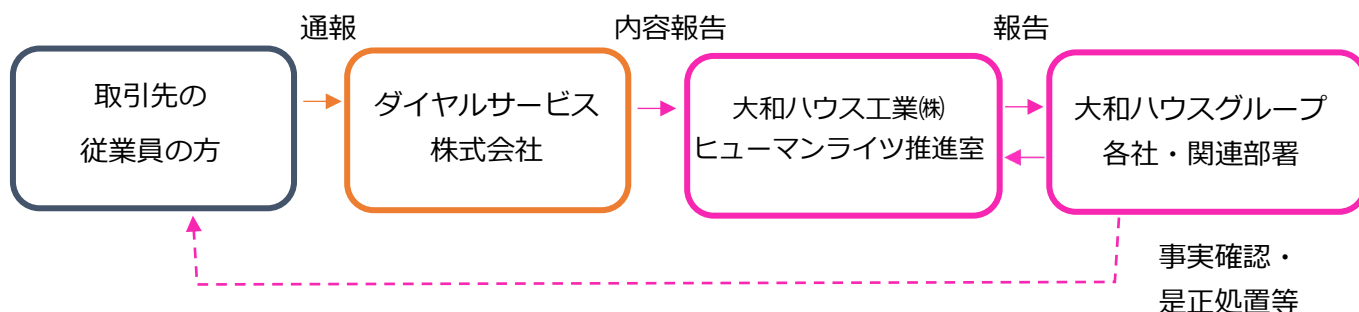 通報
内容報告
報告
取引先の
従業員の方
ダイヤルサービス
株式会社
大和ハウス工業㈱
ヒューマンライツ推進室
大和ハウスグループ
各社・関連部署
事実確認・
是正処置等